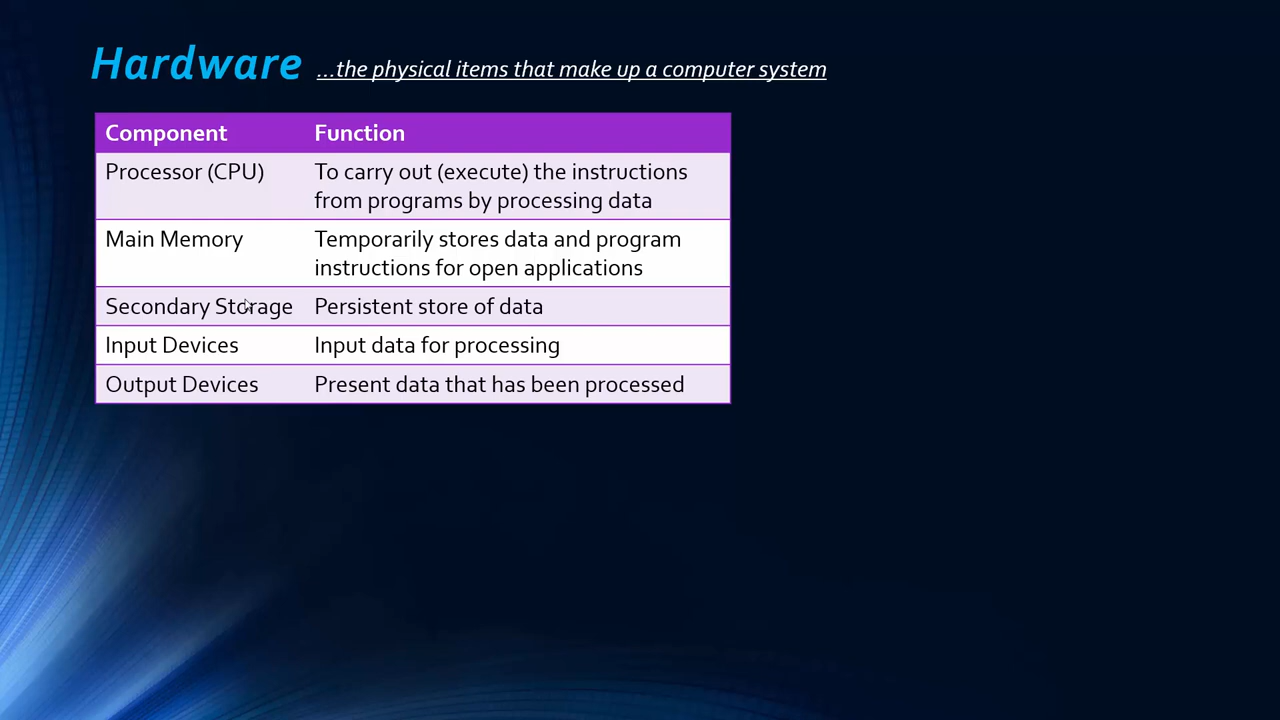 Hardware ...the physical items that make up a computer system
Component Function
Processor (CPU) To carry out (execute) the instructions
from programs by processing data
Main Memory Temporarily stores data and program
instructions for open applications
Secondary Storage Persistent store of data
Input Devices Input data for processing
Output Devices Present data that has been processed